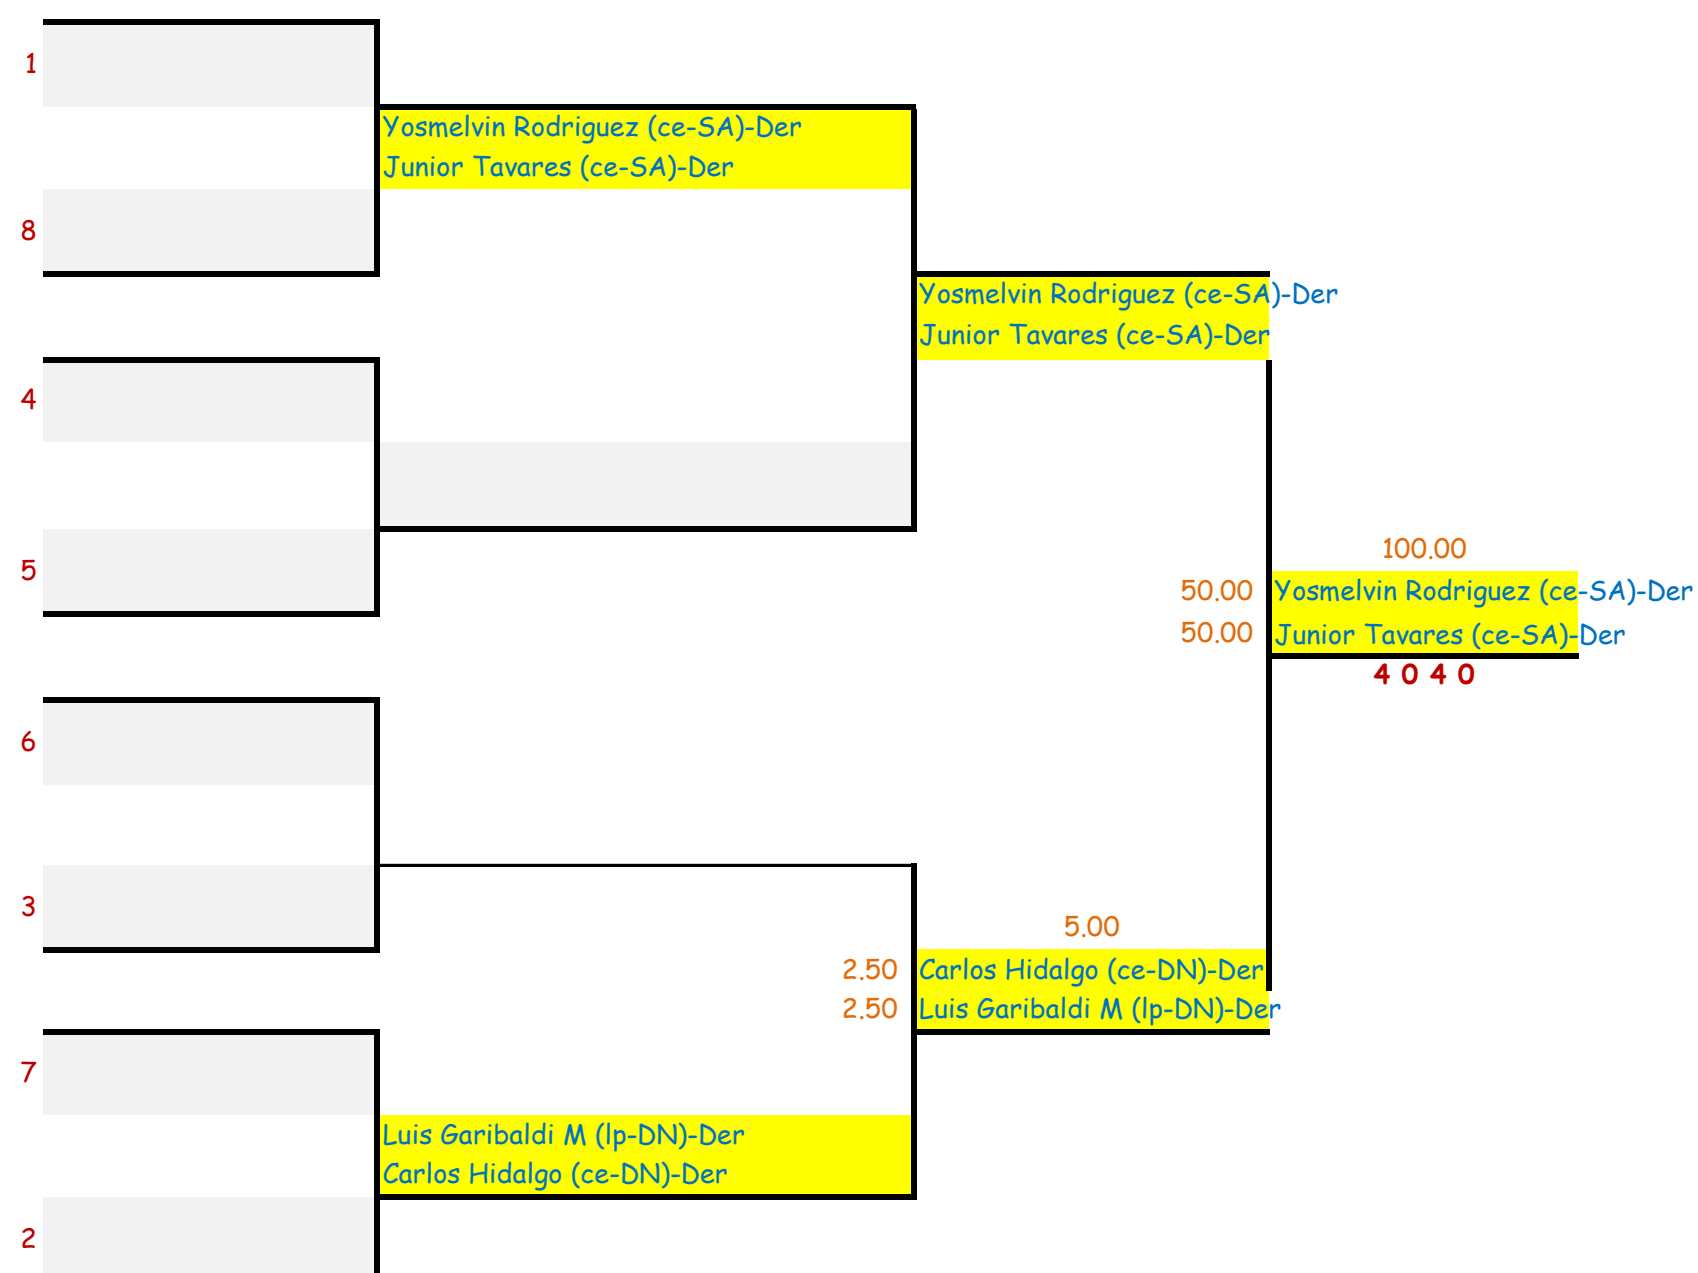 1
Yosmelvin Rodriguez (ce-SA)-Der
Junior Tavares (ce-SA)-Der
8
Yosmelvin Rodriguez (ce-SA)-Der
Junior Tavares (ce-SA)-Der
4
100.00
5
50.00 Yosmelvin Rodriguez (ce-SA)-Der
50.00 Junior Tavares (ce-SA)-Der
4 0 4 0
6
3
5.00
2.50 Carlos Hidalgo (ce-DN)-Der
2.50 Luis Garibaldi M (lp-DN)-Der
7
Luis Garibaldi M (lp-DN)-Der
Carlos Hidalgo (ce-DN)-Der
2